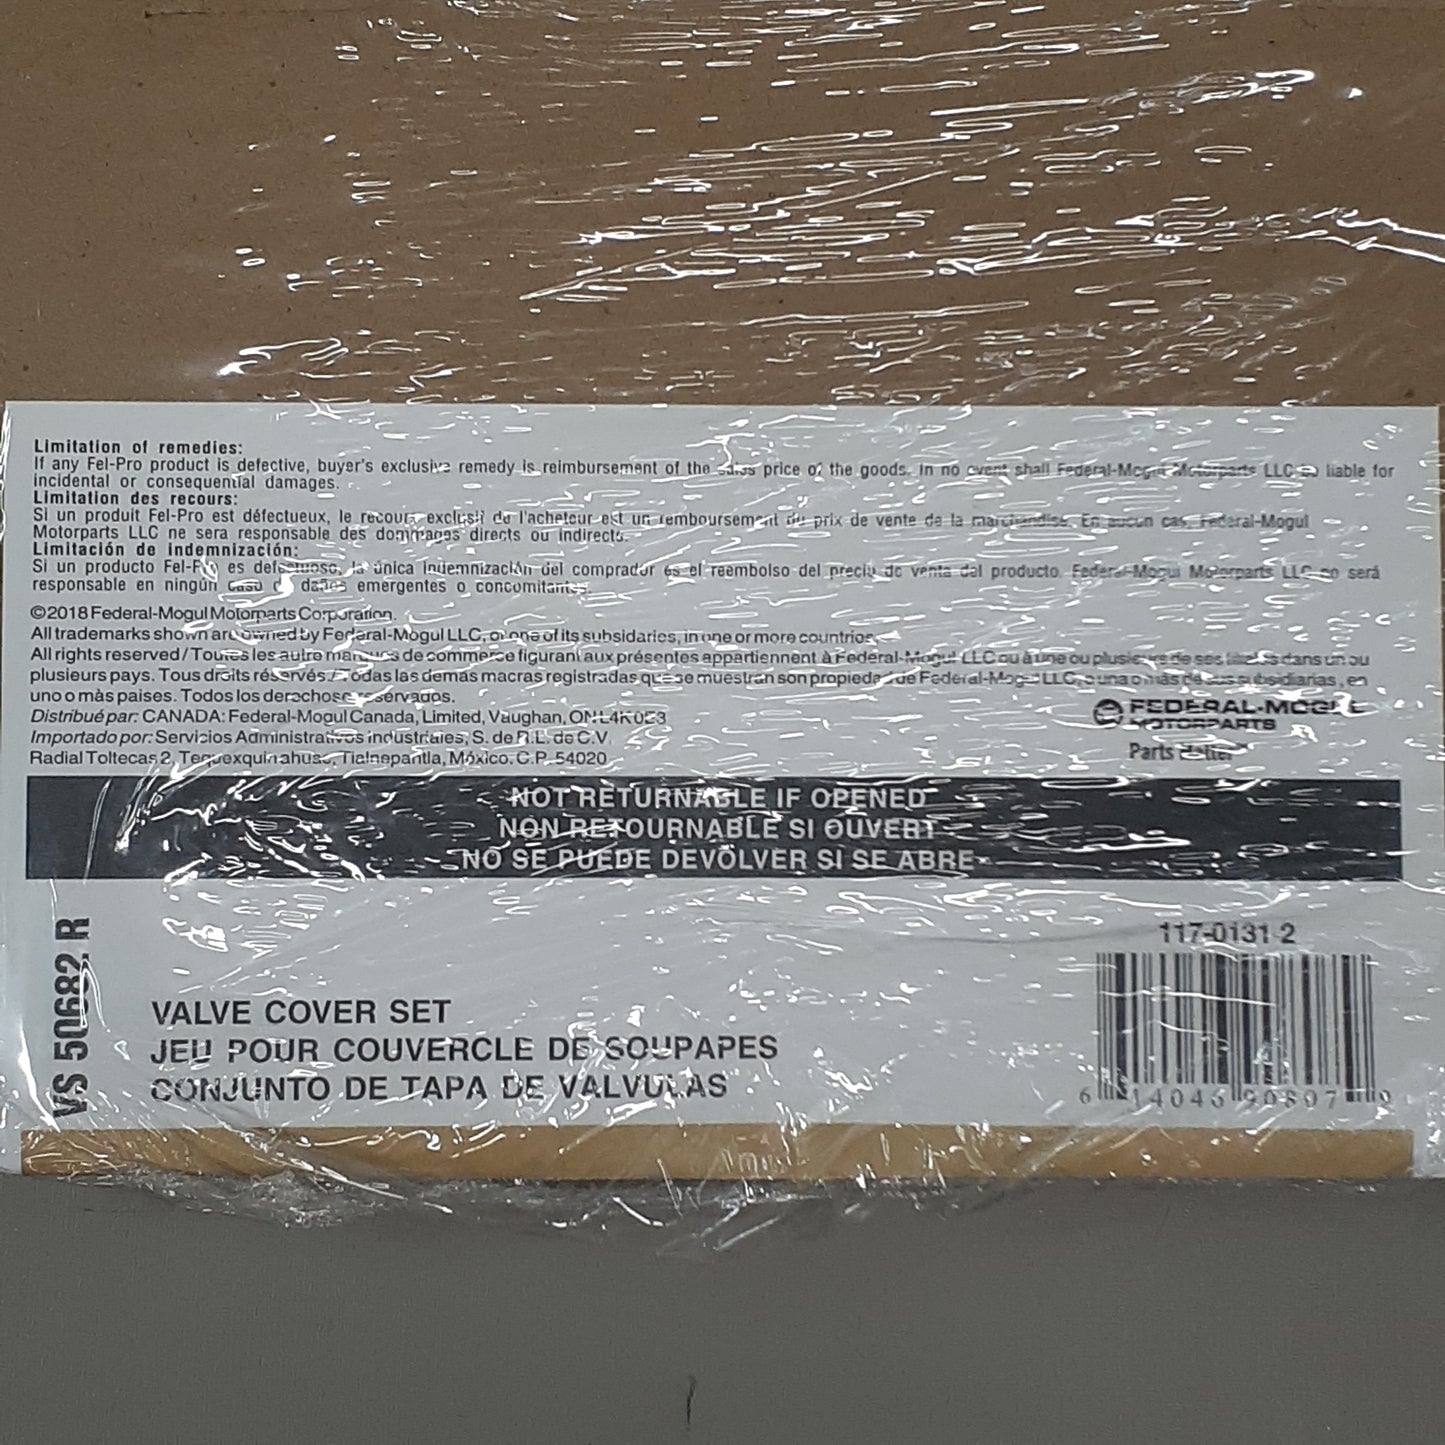 Limitation of remedies:
If any Fel-Pro product is defective, buyer's exclusive remedy is reimbursement of the sales price of the goods. In no event shall Federal-Mogul Motorparts LLC be liable for
incidental or consequential damages.
Limitation des recours:
Si un produit Fel-Pro est défectueux, le recours exclusif de l'acheteur est un remboursement du prix de vente de la marchandise. En aucun cas, Federal-Mogul
Motorparts LLC ne sera responsable des dommages directs ou indirects.
Limitación de indemnización:
Si un producto Fel-Pro es defectuoso, la única indemnización del comprador es el reembolso del precio de venta del producto. Federal-Mogul Motorparts LLC no será
responsable en ningún caso de daños emergentes o concomitantes.
©2018 Federal-Mogul Motorparts Corporation.
All trademarks shown are owned by Federal-Mogul LLC, or one of its subsidaries, in one or more countries.
All rights reserved / Toutes les autre marques de commerce figurant aux présentes appartiennent à Federal-Mogul LLC ou à une ou plusieurs de ses filiales dans un ou
plusieurs pays. Tous droits réservés / Todas las demás macras registradas que se muestran son propiedad de Federal-Mogul LLC, o una o más de sus subsidiarias, en
uno o màs paises. Todos los derechos reservados.
Distribué par: CANADA: Federal-Mogul Canada, Limited, Vaughan, ON L4K 0E3
Importado por: Servicios Administrativos industriales, S. de R.L. de C.V.
Radial Toltecas 2, Tequexquinahuac, Tlalnepantla, México. C.P. 54020
FEDERAL-MOGUL
MOTORPARTS
Parts
NOT RETURNABLE IF OPENED
NON RETOURNABLE SI OUVERT
NO SE PUEDE DEVOLVER SI SE ABRE
VS 50682 R
117-0131-2
VALVE COVER SET
JEU POUR COUVERCLE DE SOUPAPES
CONJUNTO DE TAPA DE VALVULAS
6 14046 90807 9